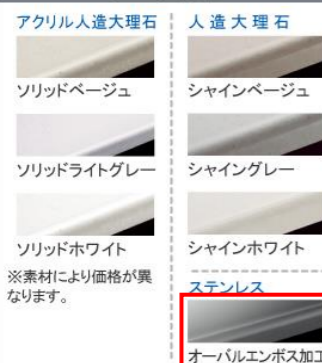 アクリル人造大理石
ソリッドベージュ
ソリッドライトグレー
ソリッドホワイト
※素材により価格が異
なります。
人造大理石
シャインベージュ
シャイングレー
シャインホワイト
ステンレス
オーバルエンボス加工